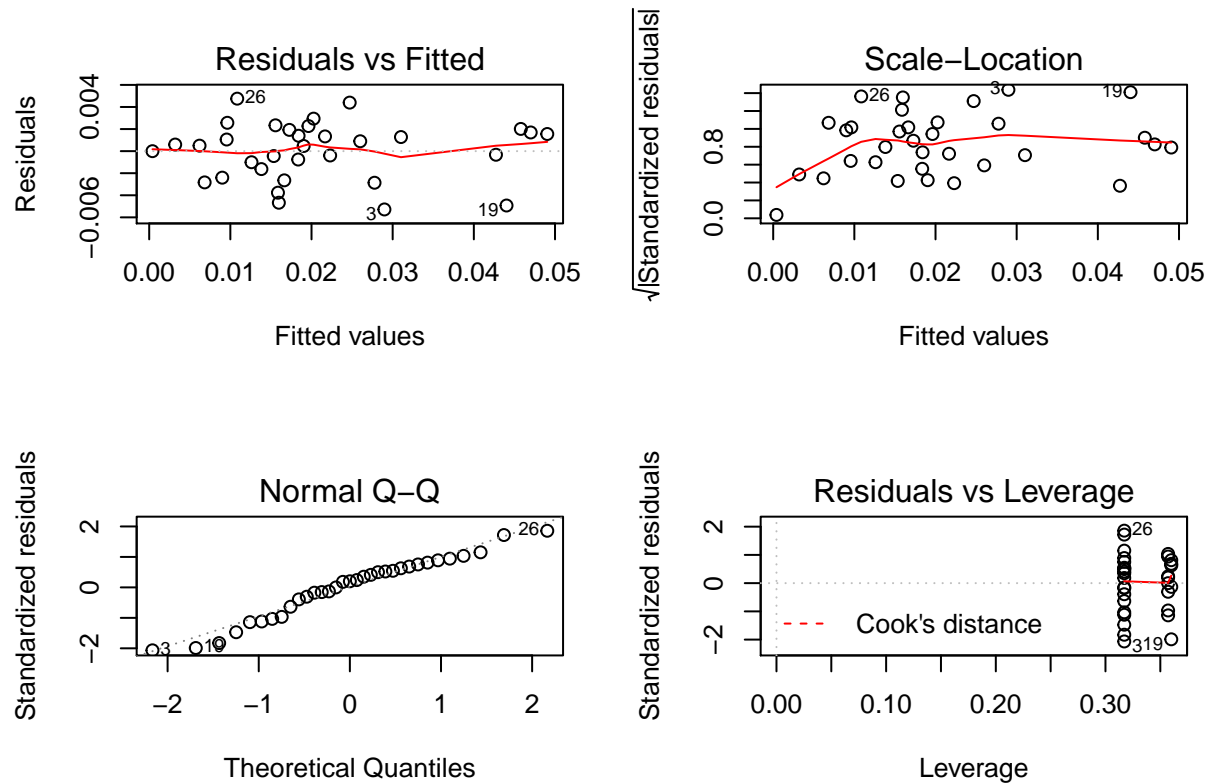 Residuals vs Fitted
Residuals
0.004
−0.006
26
3
19
0.00 0.01 0.02 0.03 0.04 0.05
Fitted values
Scale−Location
√|Standardized residuals|
0.8
0.0
26
3
19
0.00 0.01 0.02 0.03 0.04 0.05
Fitted values
Normal Q−Q
Standardized residuals
2
0
−2
26
3
−2 −1 0 1 2
Theoretical Quantiles
Residuals vs Leverage
Standardized residuals
2
0
−2
26
Cook's distance
319
0.00 0.10 0.20 0.30
Leverage